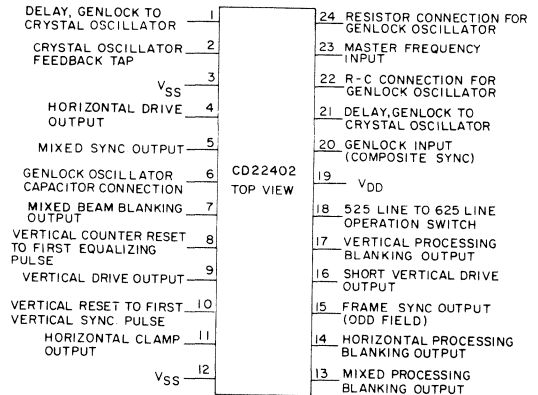 DELAY, GENLOCK TO
CRYSTAL OSCILLATOR
1
CRYSTAL OSCILLATOR
FEEDBACK TAP
2
VSS
3
HORIZONTAL DRIVE
OUTPUT
4
MIXED SYNC OUTPUT
5
GENLOCK OSCILLATOR
CAPACITOR CONNECTION
6
MIXED BEAM BLANKING
OUTPUT
7
VERTICAL COUNTER RESET
TO FIRST EQUALIZING
PULSE
8
VERTICAL DRIVE OUTPUT
9
VERTICAL RESET TO FIRST
VERTICAL SYNC PULSE
10
HORIZONTAL CLAMP
OUTPUT
11
VSS
12
CD22402
TOP VIEW
24 RESISTOR CONNECTION FOR
GENLOCK OSCILLATOR
23 MASTER FREQUENCY
INPUT
22 R-C CONNECTION FOR
GENLOCK OSCILLATOR
21 DELAY,GENLOCK TO
CRYSTAL OSCILLATOR
20 GENLOCK INPUT
(COMPOSITE SYNC)
19 VDD
18 525 LINE TO 625 LINE
OPERATION SWITCH
17 VERTICAL PROCESSING
BLANKING OUTPUT
16 SHORT VERTICAL DRIVE
OUTPUT
15 FRAME SYNC OUTPUT
(ODD FIELD)
14 HORIZONTAL PROCESSING
BLANKING OUTPUT
13 MIXED PROCESSING
BLANKING OUTPUT